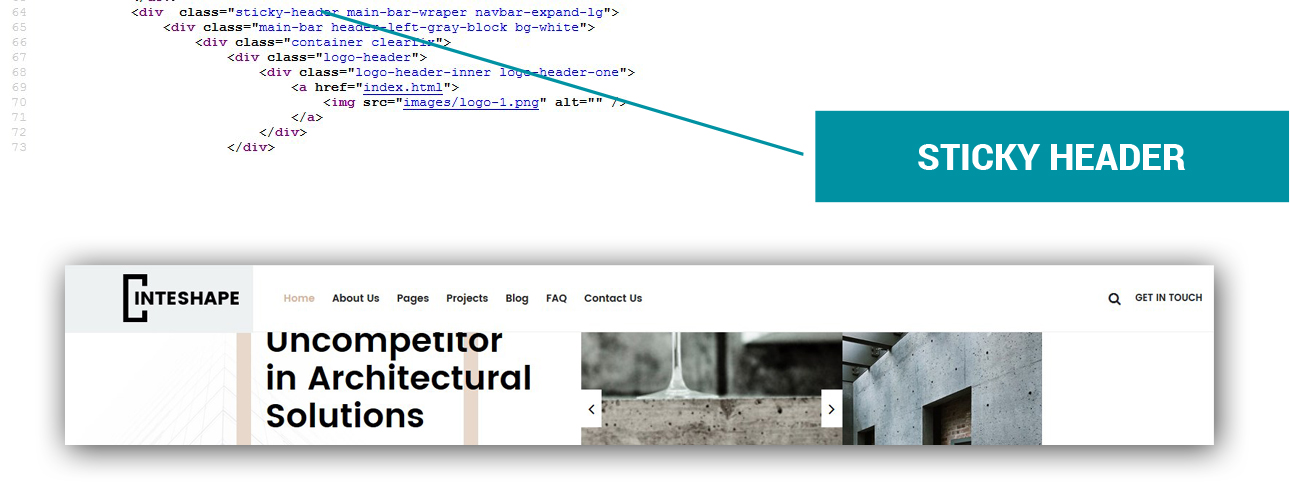 64 <div  class="sticky-header main-bar-wraper navbar-expand-lg">
65 <div class="main-bar header-left-gray-block bg-white">
66 <div class="container clearfix">
67 <div class="logo-header">
68 <div class="logo-header-inner logo-header-one">
69 <a href="index.html">
70 <img src="images/logo-1.png" alt="" />
71 </a>
72 </div>
73 </div>
STICKY HEADER
INTESHAPE
Home About Us Pages Projects Blog FAQ Contact Us GET IN TOUCH
Uncompetitor
in Architectural
Solutions